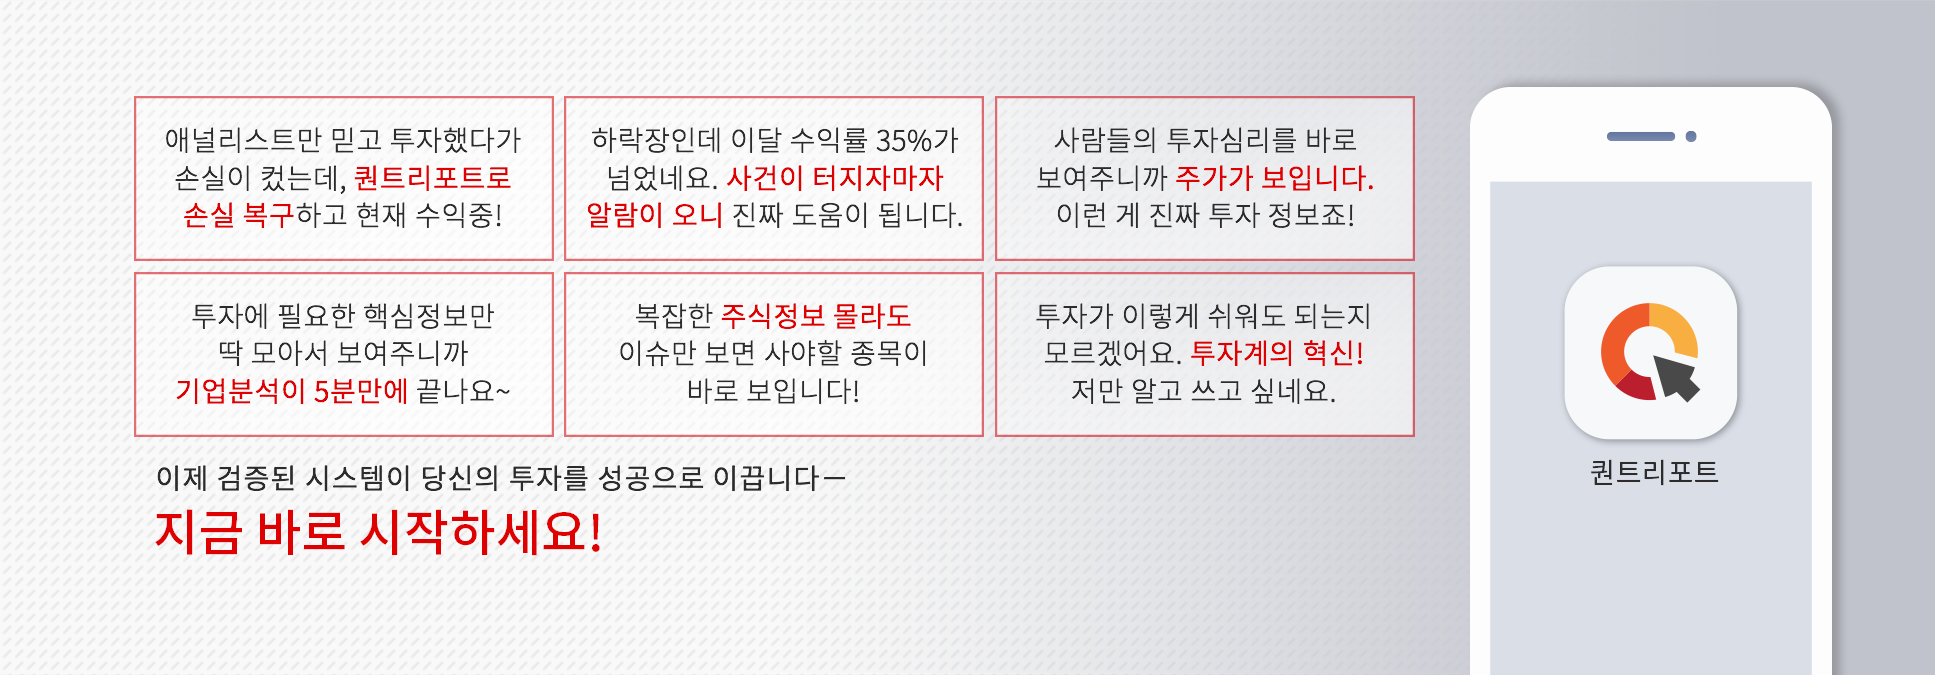 애널리스트만 믿고 투자했다가
손실이 컸는데, 퀀트리포트로
손실 복구하고 현재 수익중!
하락장인데 이달 수익률 35%가
넘었네요. 사건이 터지자마자
알람이 오니 진짜 도움이 됩니다.
사람들의 투자심리를 바로
보여주니까 주가가 보입니다.
이런 게 진짜 투자 정보죠!
투자에 필요한 핵심정보만
딱 모아서 보여주니까
기업분석이 5분만에 끝나요~
복잡한 주식정보 몰라도
이슈만 보면 사야할 종목이
바로 보입니다!
투자가 이렇게 쉬워도 되는지
모르겠어요. 투자계의 혁신!
저만 알고 쓰고 싶네요.
이제 검증된 시스템이 당신의 투자를 성공으로 이끕니다ㅡ
지금 바로 시작하세요!
퀀트리포트